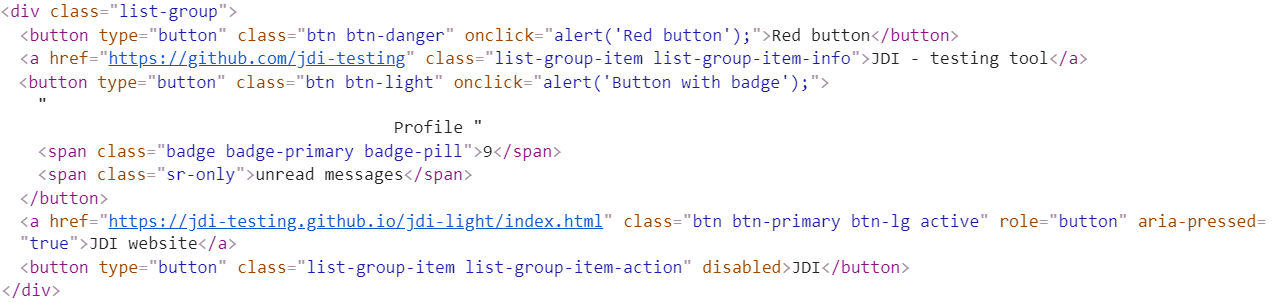 <div class="list-group">
<button type="button" class="btn btn-danger" onclick="alert('Red button');">Red button</button>
<a href="https://github.com/jdi-testing" class="list-group-item list-group-item-info">JDI - testing tool</a>
<button type="button" class="btn btn-light" onclick="alert('Button with badge');">
"
Profile "
<span class="badge badge-primary badge-pill">9</span>
<span class="sr-only">unread messages</span>
</button>
<a href="https://jdi-testing.github.io/jdi-light/index.html" class="btn btn-primary btn-lg active" role="button" aria-pressed=
"true">JDI website</a>
<button type="button" class="list-group-item list-group-item-action" disabled>JDI</button>
</div>